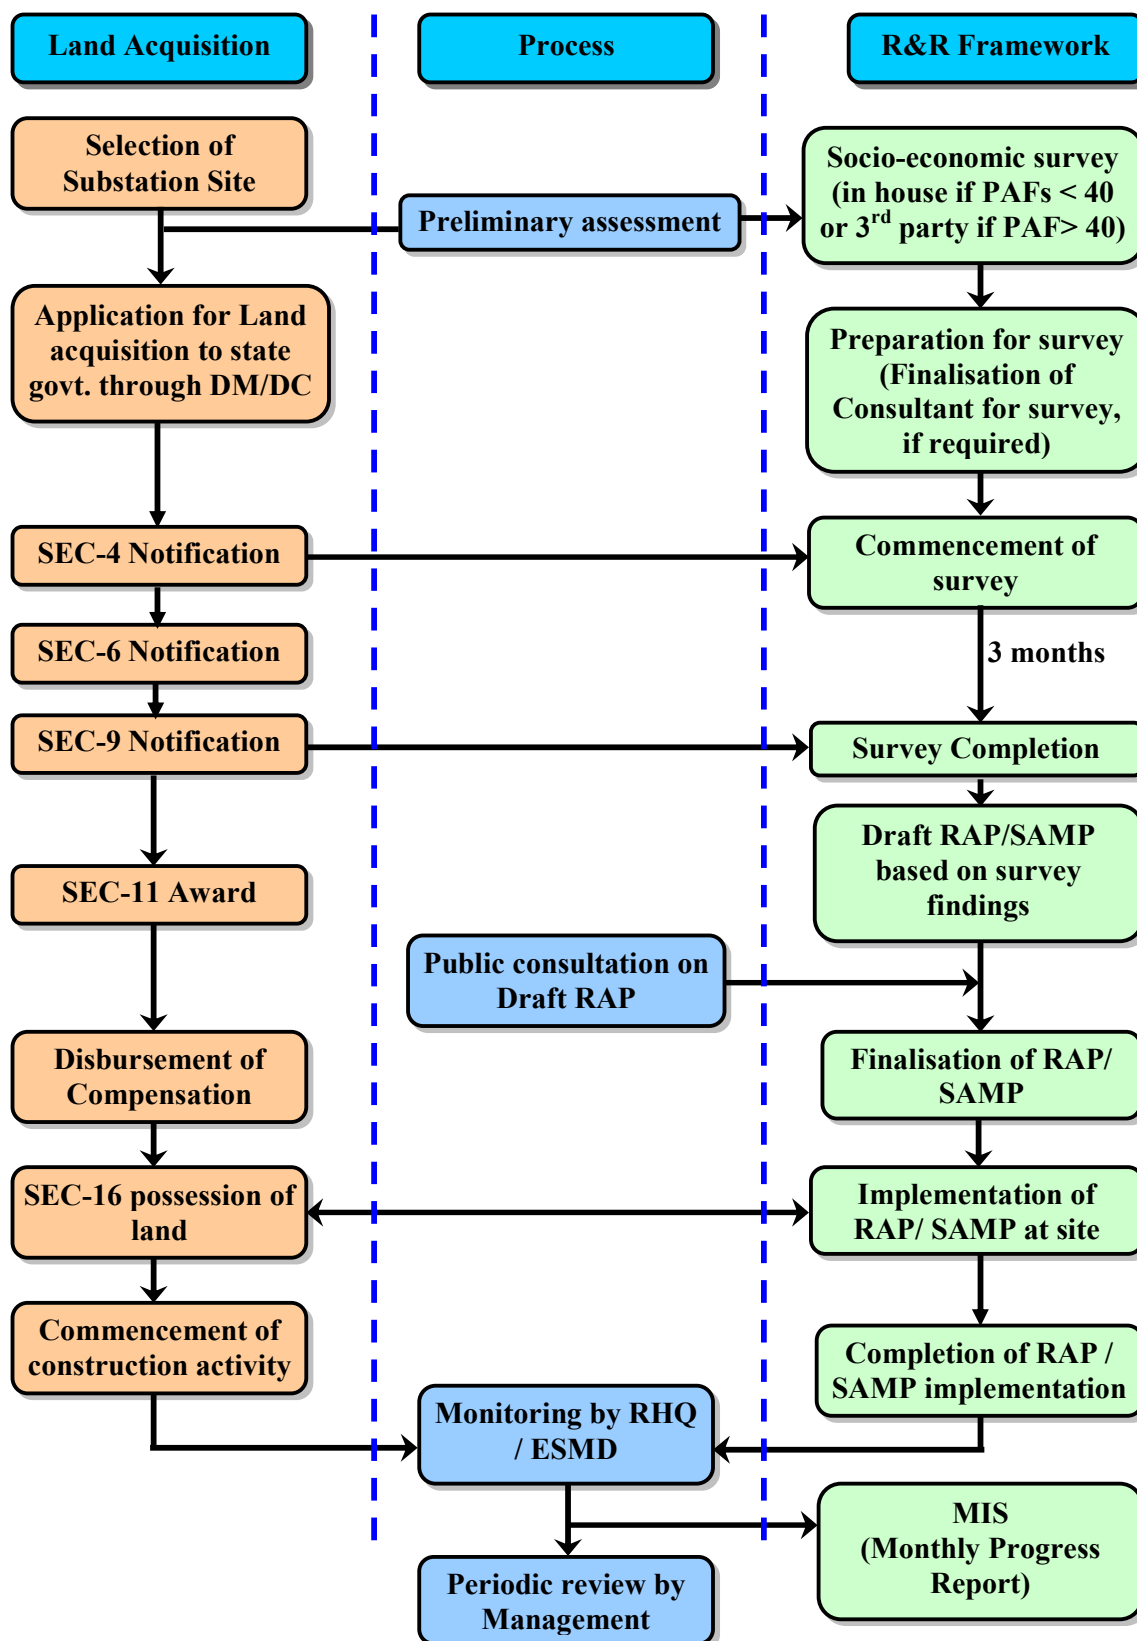 Land Acquisition
Process
R&R Framework
Selection of
Substation Site
Preliminary assessment
Socio-economic survey
(in house if PAFs < 40
or 3rd party if PAF> 40)
Application for Land
acquisition to state
govt. through DM/DC
Preparation for survey
(Finalisation of
Consultant for survey,
if required)
SEC-4 Notification
Commencement of
survey
SEC-6 Notification
3 months
SEC-9 Notification
Survey Completion
Draft RAP/SAMP
based on survey
findings
SEC-11 Award
Public consultation on
Draft RAP
Disbursement of
Compensation
Finalisation of RAP/
SAMP
SEC-16 possession of
land
Implementation of
RAP/ SAMP at site
Commencement of
construction activity
Completion of RAP /
SAMP implementation
Monitoring by RHQ
/ ESMD
MIS
(Monthly Progress
Report)
Periodic review by
Management